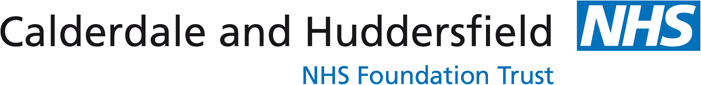 Calderdale and Huddersfield NHS
NHS Foundation Trust